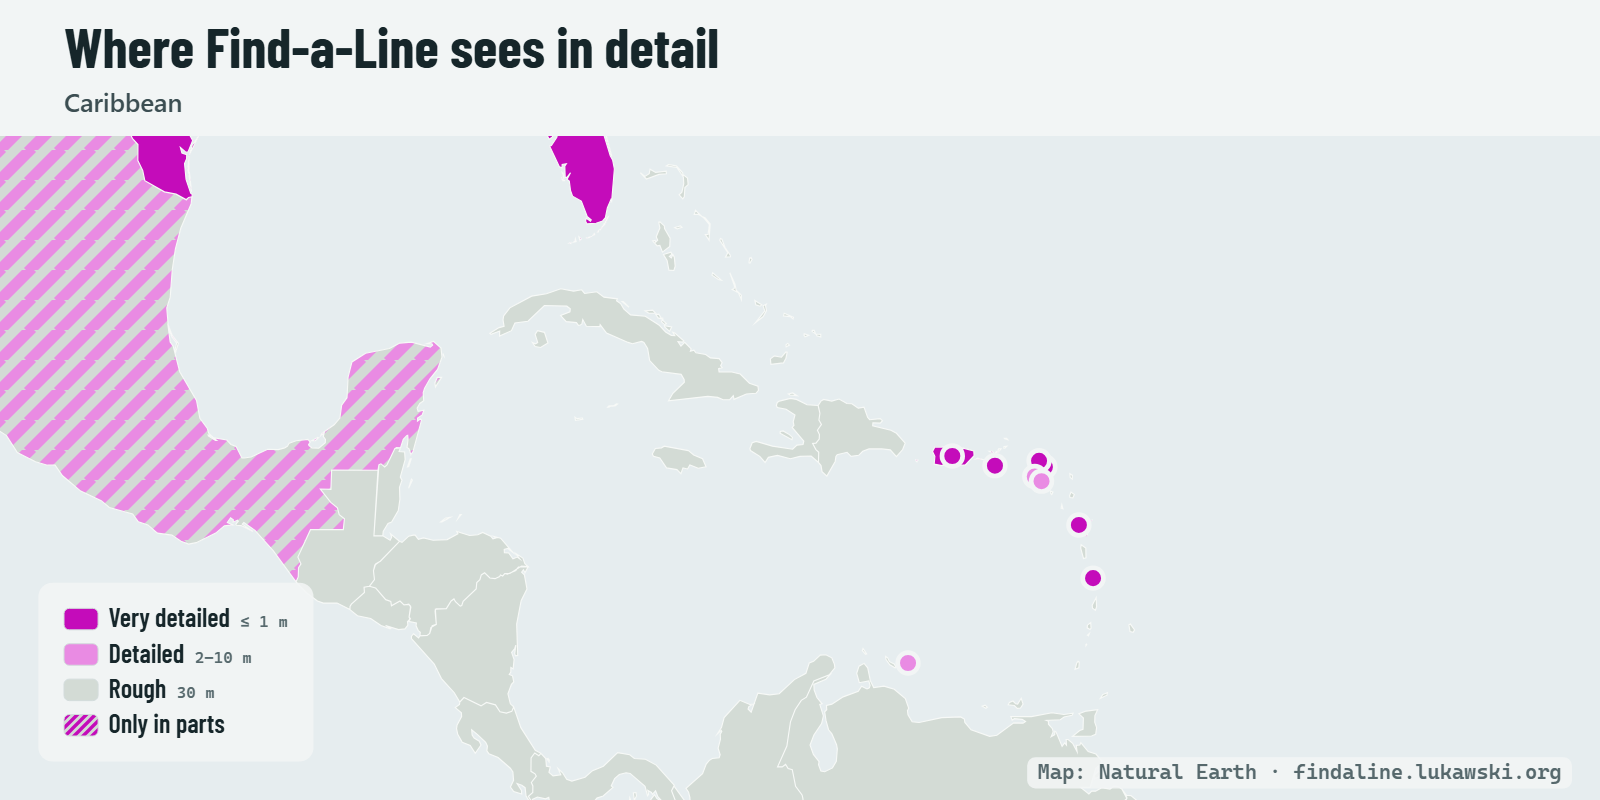 Where Find-a-Line sees in detail
Caribbean
Very detailed ≤ 1 m
Detailed 2–10 m
Rough 30 m
Only in parts
Map: Natural Earth · findaline.lukawski.org